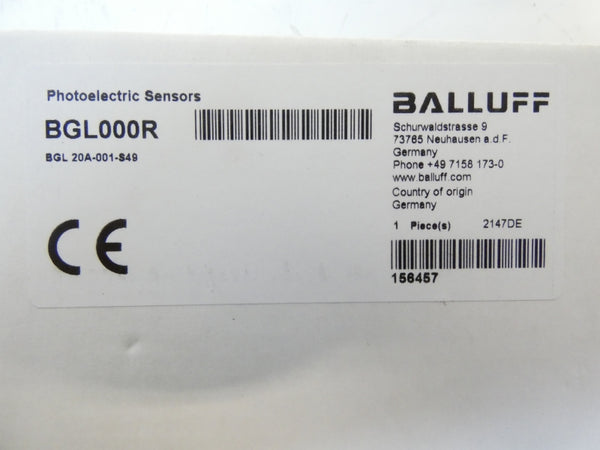 Photoelectric Sensors
BGL000R
BGL 20A-001-S49
CE
BALLUFF
Schurwaldstrasse 9
73765 Neuhausen a.d.F.
Germany
Phone +49 7158 173-0
www.balluff.com
Country of origin
Germany
1 Piece(s) 2147DE
156457